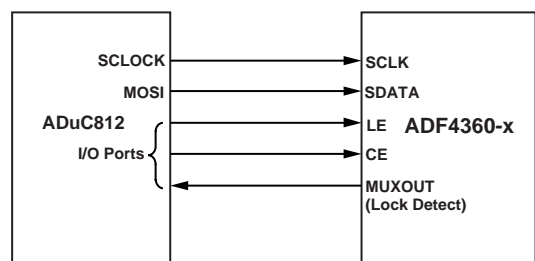 SCLOCK
SCLK
MOSI
SDATA
ADuC812
LE
ADF4360-x
I/O Ports
CE
MUXOUT
(Lock Detect)